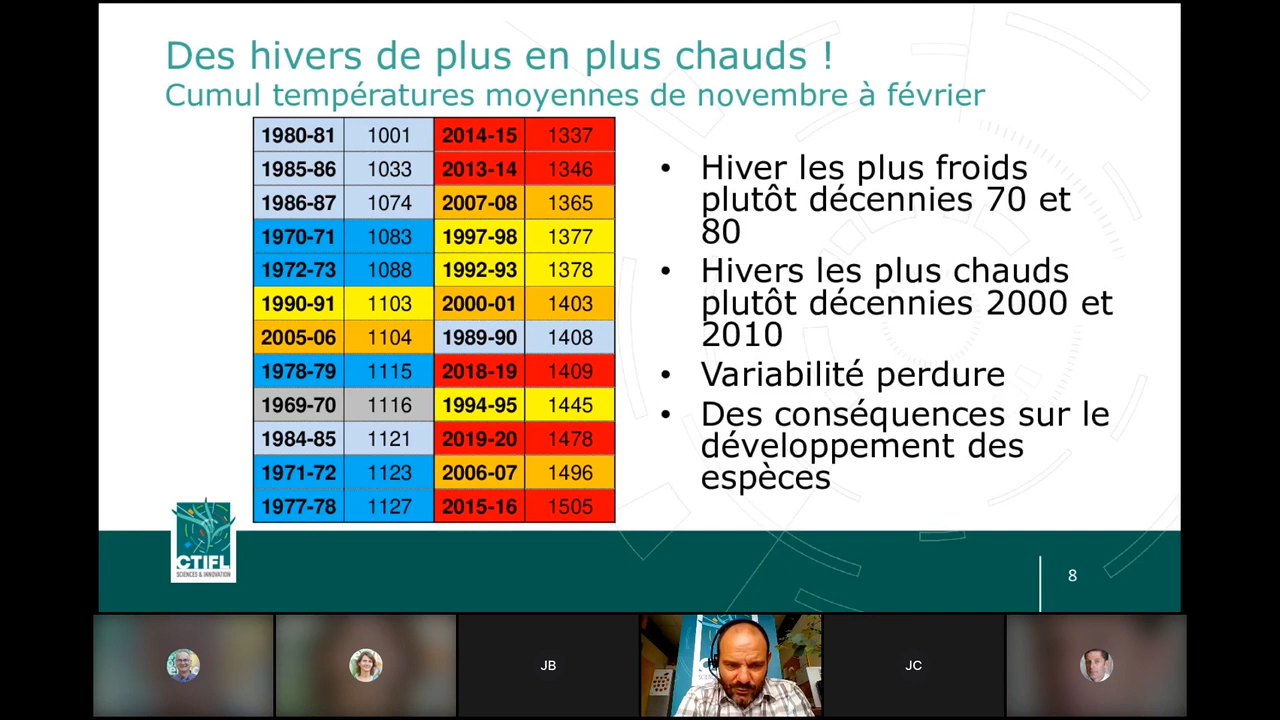 Des hivers de plus en plus chauds !
Cumul températures moyennes de novembre à février
1980-81 1001 2014-15 1337
1985-86 1033 2013-14 1346
1986-87 1074 2007-08 1365
1970-71 1083 1997-98 1377
1972-73 1088 1992-93 1378
1990-91 1103 2000-01 1403
2005-06 1104 1989-90 1408
1978-79 1115 2018-19 1409
1969-70 1116 1994-95 1445
1984-85 1121 2019-20 1478
1971-72 1123 2006-07 1496
1977-78 1127 2015-16 1505
• Hiver les plus froids
plutôt décennies 70 et
80
• Hivers les plus chauds
plutôt décennies 2000 et
2010
• Variabilité perdure
• Des conséquences sur le
développement des
espèces
CTIFL
SCIENCES & INNOVATION
8
JB
JC